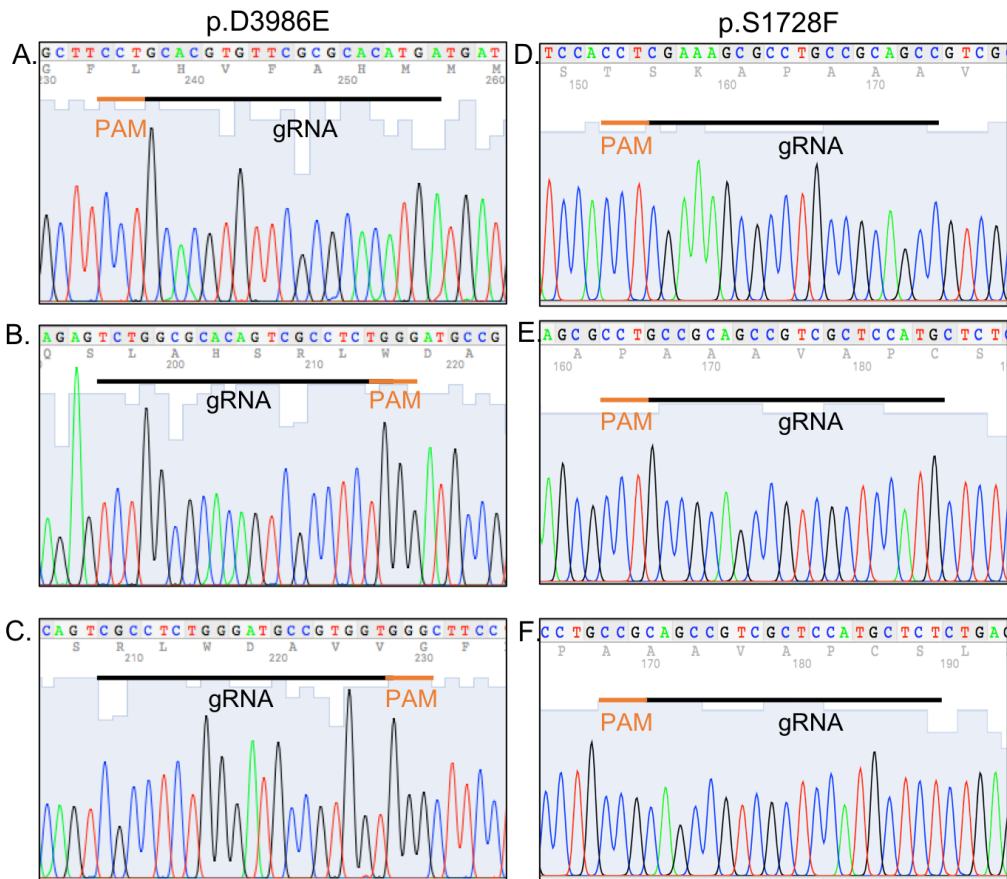 p.D3986E
A.
GCTTCCTGCACGTGTTCGCGCACATGATGAT
G F L H V F A H M M M
230 240 250 260
PAM gRNA
B.
AGAGTCTGGCGCACAGTCGCCTCTGGGATGCCG
Q S L A H S R L W D A
200 210 220
gRNA PAM
C.
CAGTCGCCTCTGGGATGCCGTGGTGGGCTTCC
S R L W D A V V G F
210 220 230
gRNA PAM
p.S1728F
D.
TCCACCTCGAAAGCGCCTGCCGCAGCCGTCGC
S T S K A P A A A V
150 160 170
PAM gRNA
E.
AGCGCCTGCCGCAGCCGTCGCTCCATGCTCTC
A P A A A V A P C S
160 170 180
PAM gRNA
F.
CCTGCCGCAGCCGTCGCTCCATGCTCTCTGAG
P A A A V A P C S L
170 180 190
PAM gRNA